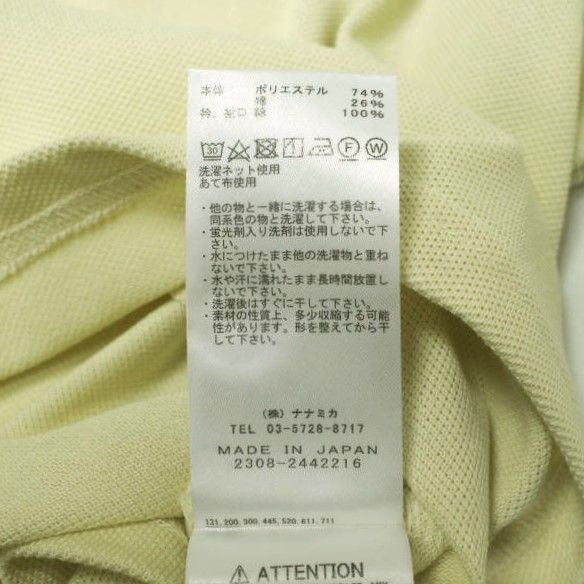 本体 ポリエステル 74%
綿 26%
衿、袖口 綿 100%
30 F W
洗濯ネット使用
あて布使用
・他の物と一緒に洗濯する場合は、
同系色の物と洗濯して下さい。
・蛍光剤入り洗剤は使用しないで下
さい。
・水につけたまま他の洗濯物と重ね
ないで下さい。
・水や汗に濡れたまま長時間放置し
ないで下さい。
・洗濯後はすぐに干して下さい。
・素材の性質上、多少収縮する可能
性があります。形を整えてから干
して下さい。
(株) ナナミカ
TEL 03-5728-8717
MADE IN JAPAN
2308-2442216
121, 200, 300, 445, 520, 611, 711
ATTENTION